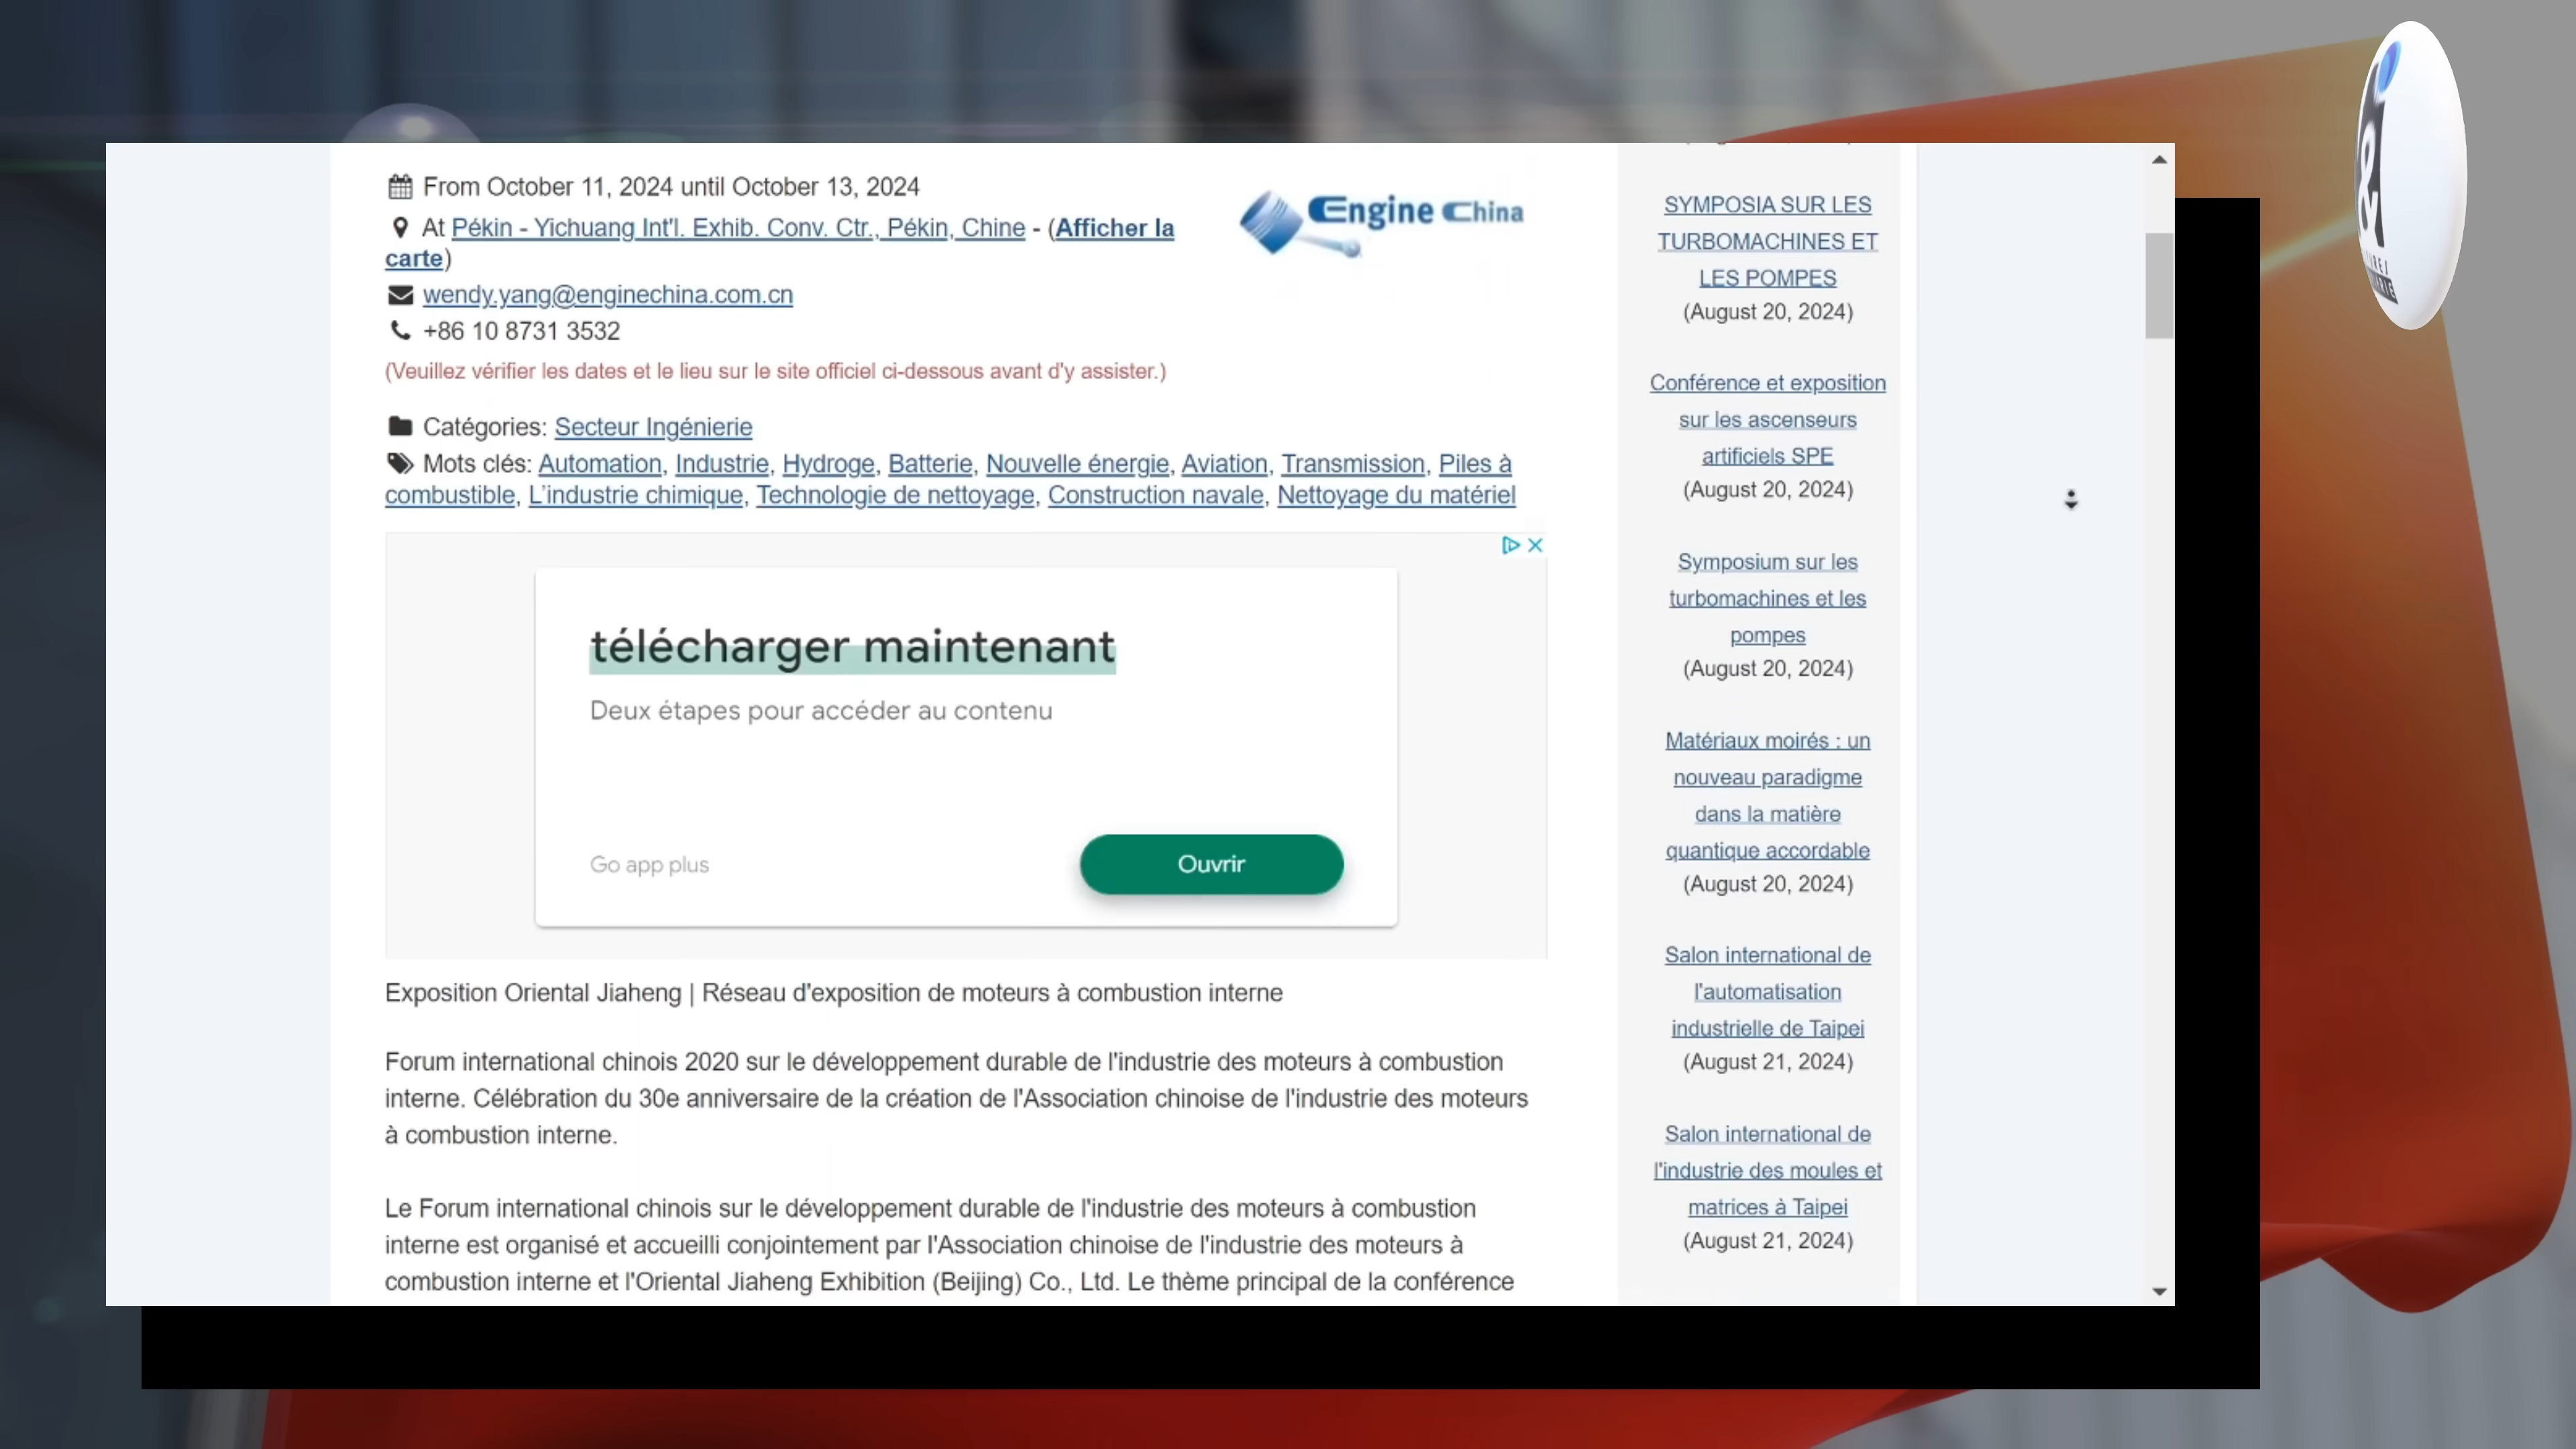 From October 11, 2024 until October 13, 2024
At Pékin - Yichuang Int'l. Exhib. Conv. Ctr., Pékin, Chine - (Afficher la
carte)
wendy.yang@enginechina.com.cn
+86 10 8731 3532
(Veuillez vérifier les dates et le lieu sur le site officiel ci-dessous avant d'y assister.)
Engine China
Catégories: Secteur Ingénierie
Mots clés: Automation, Industrie, Hydroge, Batterie, Nouvelle énergie, Aviation, Transmission, Piles à
combustible, L'industrie chimique, Technologie de nettoyage, Construction navale, Nettoyage du matériel
télécharger maintenant
Deux étapes pour accéder au contenu
Go app plus
Ouvrir
Exposition Oriental Jiaheng | Réseau d'exposition de moteurs à combustion interne
Forum international chinois 2020 sur le développement durable de l'industrie des moteurs à combustion
interne. Célébration du 30e anniversaire de la création de l'Association chinoise de l'industrie des moteurs
à combustion interne.
Le Forum international chinois sur le développement durable de l'industrie des moteurs à combustion
interne est organisé et accueilli conjointement par l'Association chinoise de l'industrie des moteurs à
combustion interne et l'Oriental Jiaheng Exhibition (Beijing) Co., Ltd. Le thème principal de la conférence
SYMPOSIA SUR LES
TURBOMACHINES ET
LES POMPES
(August 20, 2024)
Conférence et exposition
sur les ascenseurs
artificiels SPE
(August 20, 2024)
Symposium sur les
turbomachines et les
pompes
(August 20, 2024)
Matériaux moirés : un
nouveau paradigme
dans la matière
quantique accordable
(August 20, 2024)
Salon international de
l'automatisation
industrielle de Taipei
(August 21, 2024)
Salon international de
l'industrie des moules et
matrices à Taipei
(August 21, 2024)
&